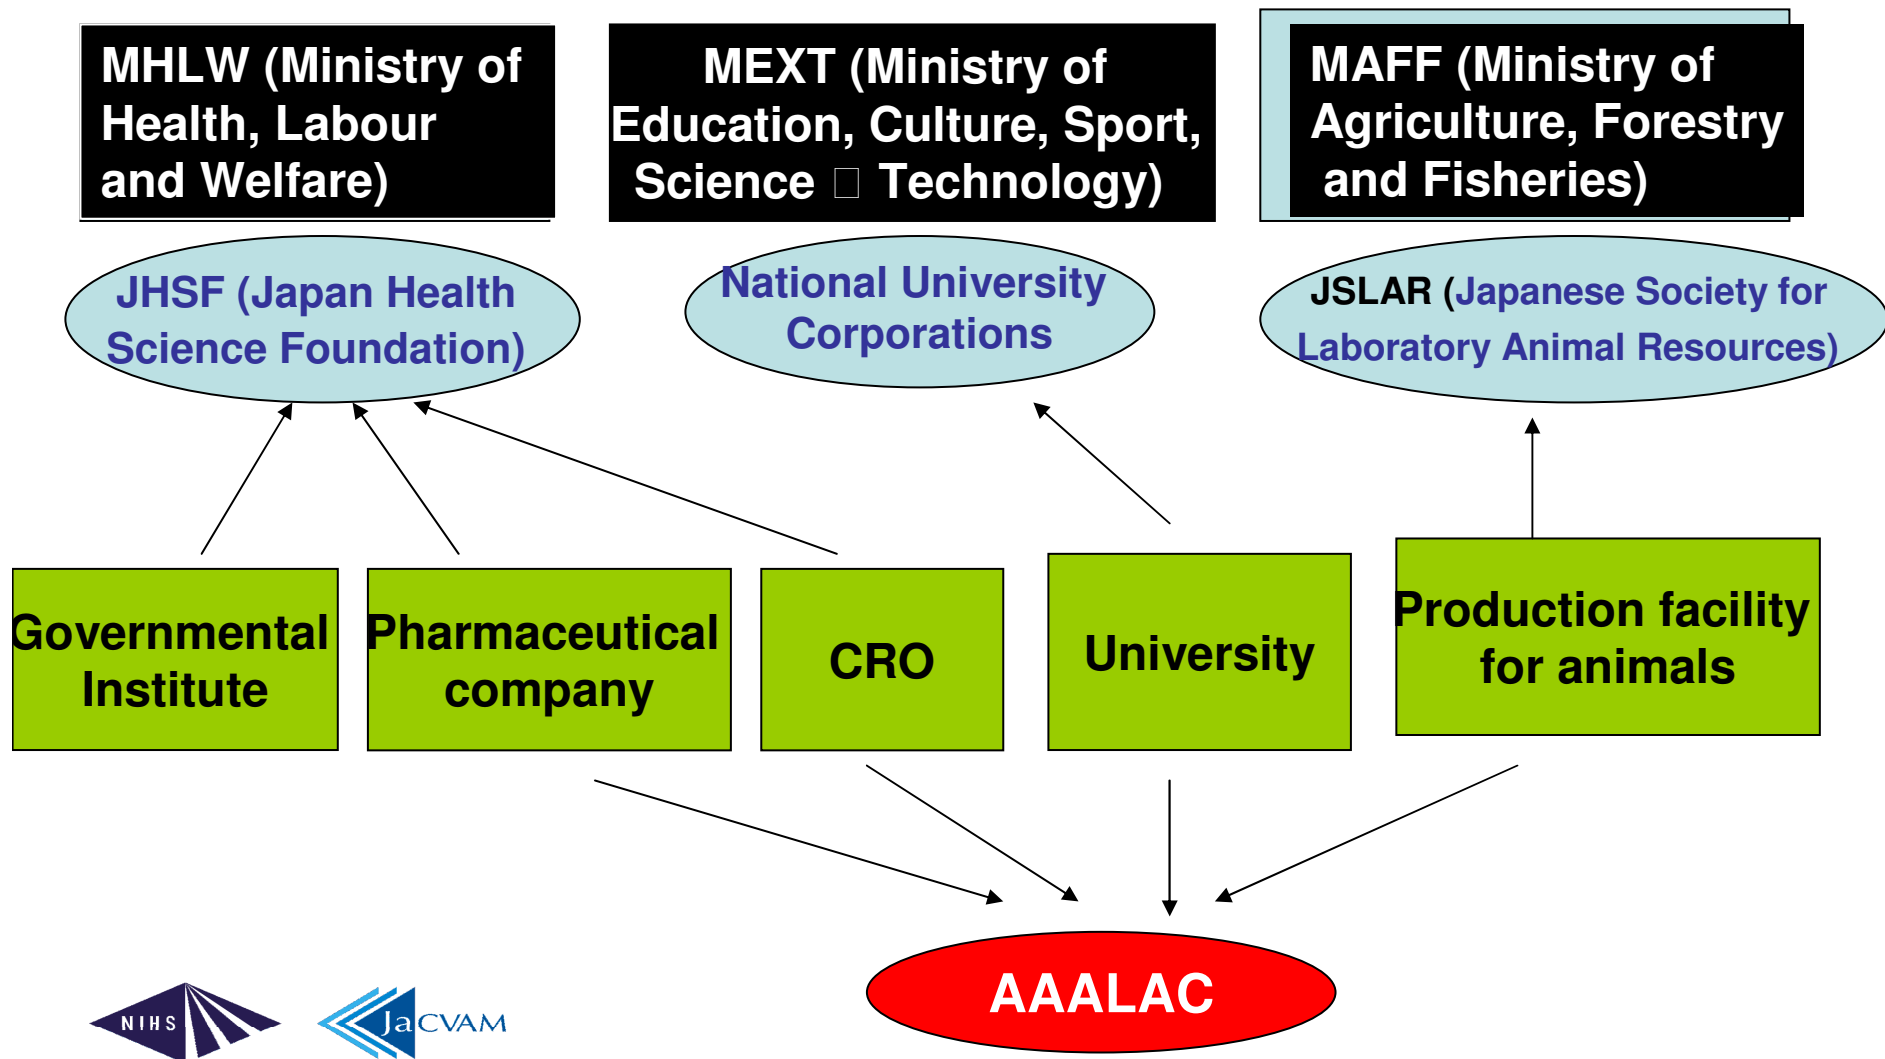 MHLW (Ministry of
Health, Labour
and Welfare)
MEXT (Ministry of
Education, Culture, Sport,
Science □ Technology)
MAFF (Ministry of
Agriculture, Forestry
and Fisheries)
JHSF (Japan Health
Science Foundation)
National University
Corporations
JSLAR (Japanese Society for
Laboratory Animal Resources)
Governmental
Institute
Pharmaceutical
company
CRO
University
Production facility
for animals
AAALAC
NIHS
JaCVAM